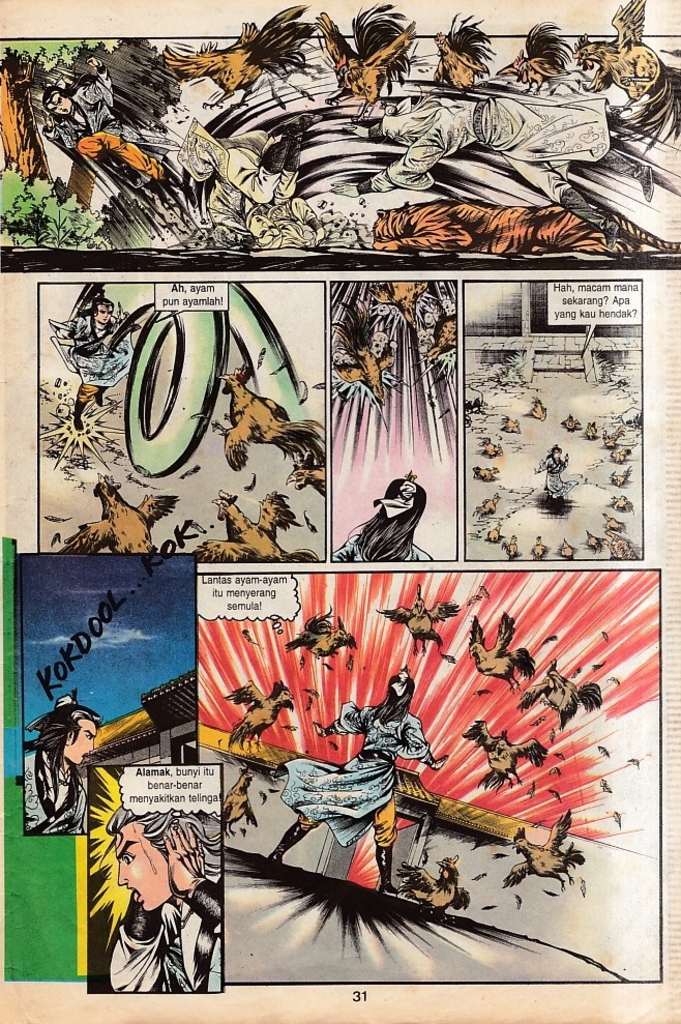 Ah, ayam
pun ayamlah!
Hah, macam mana
sekarang? Apa
yang kau hendak?
KOKDOOL...KOK...
Lantas ayam-ayam
itu menyerang
semula!
Alamak, bunyi itu
benar-benar
menyakitkan telinga!
31